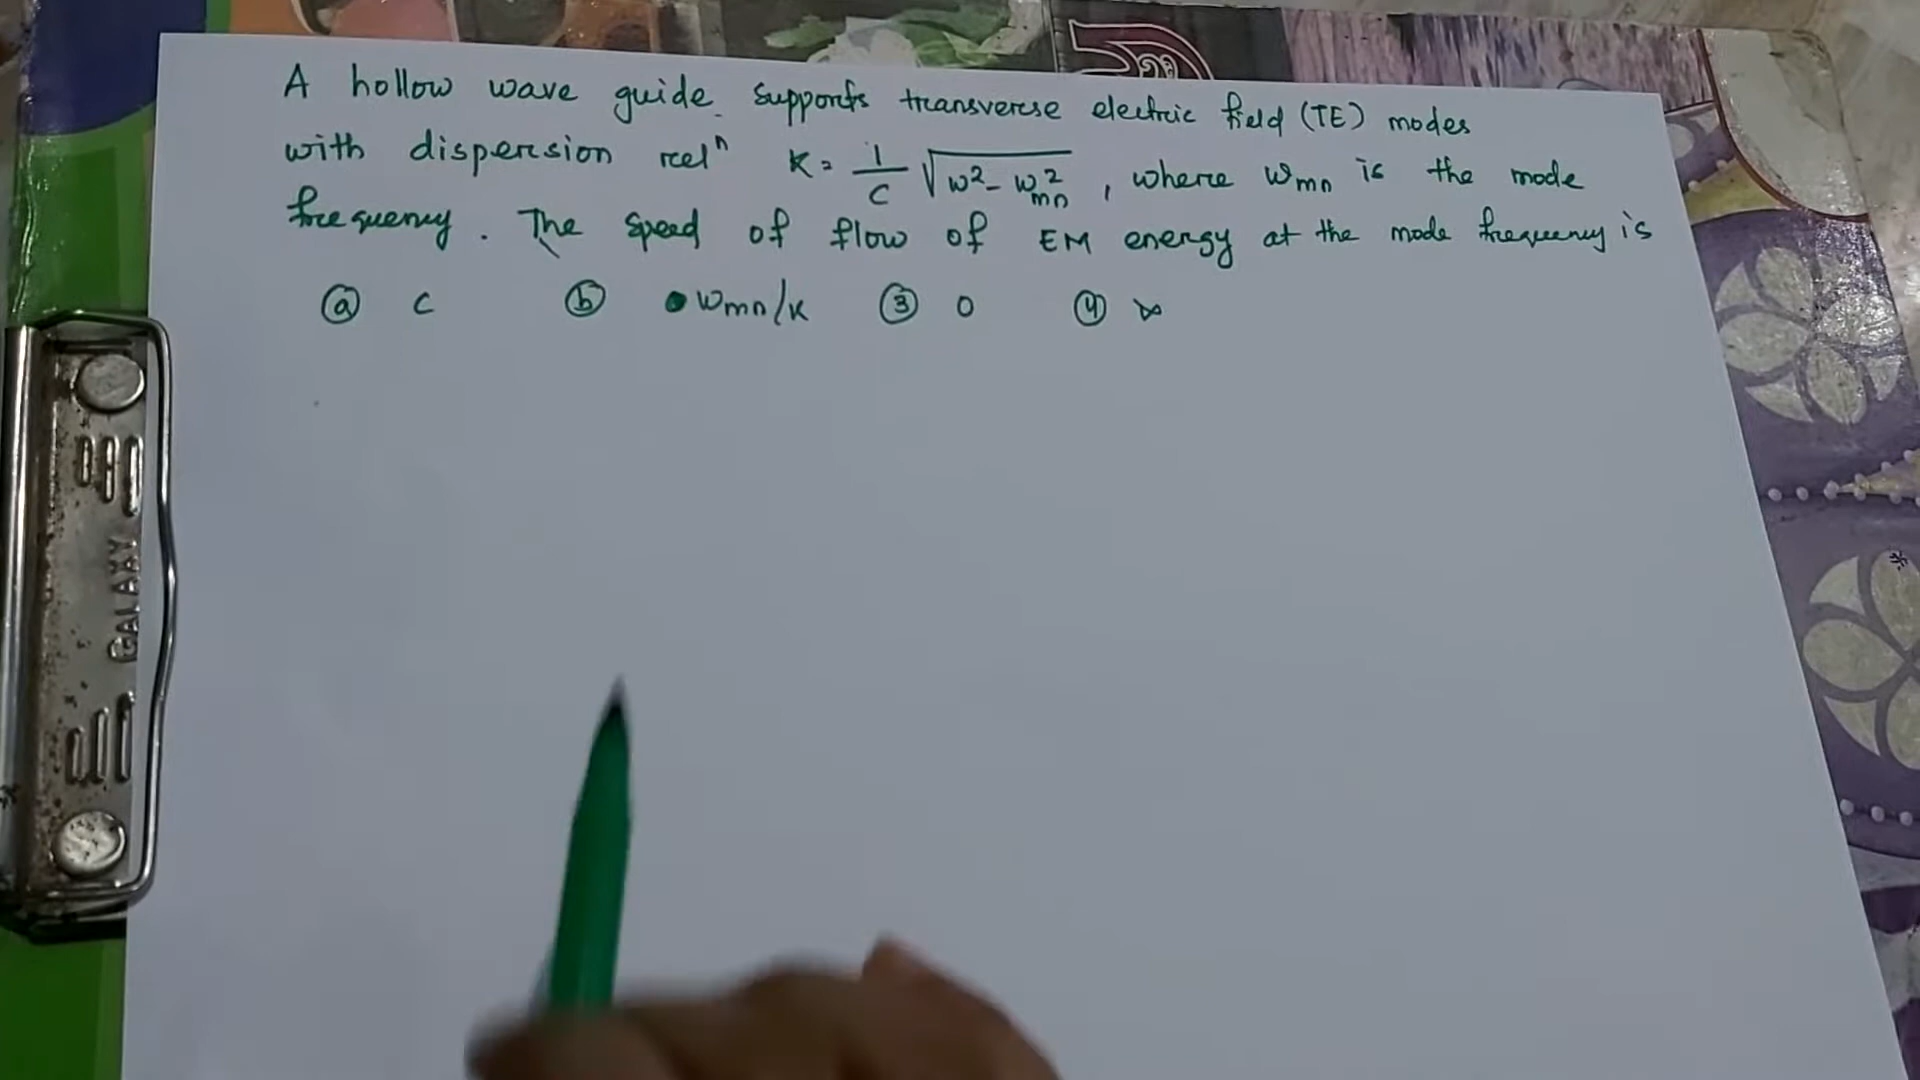 A hollow wave guide. supports transverse electric field (TE) modes
with dispersion relⁿ K = 1/C √(ω² - ω²mn) , where ωmn is the mode
frequency. The speed of flow of EM energy at the mode frequency is
ⓐ C ⓑ ωmn/K ③ 0 ④ ∞
GALAXY